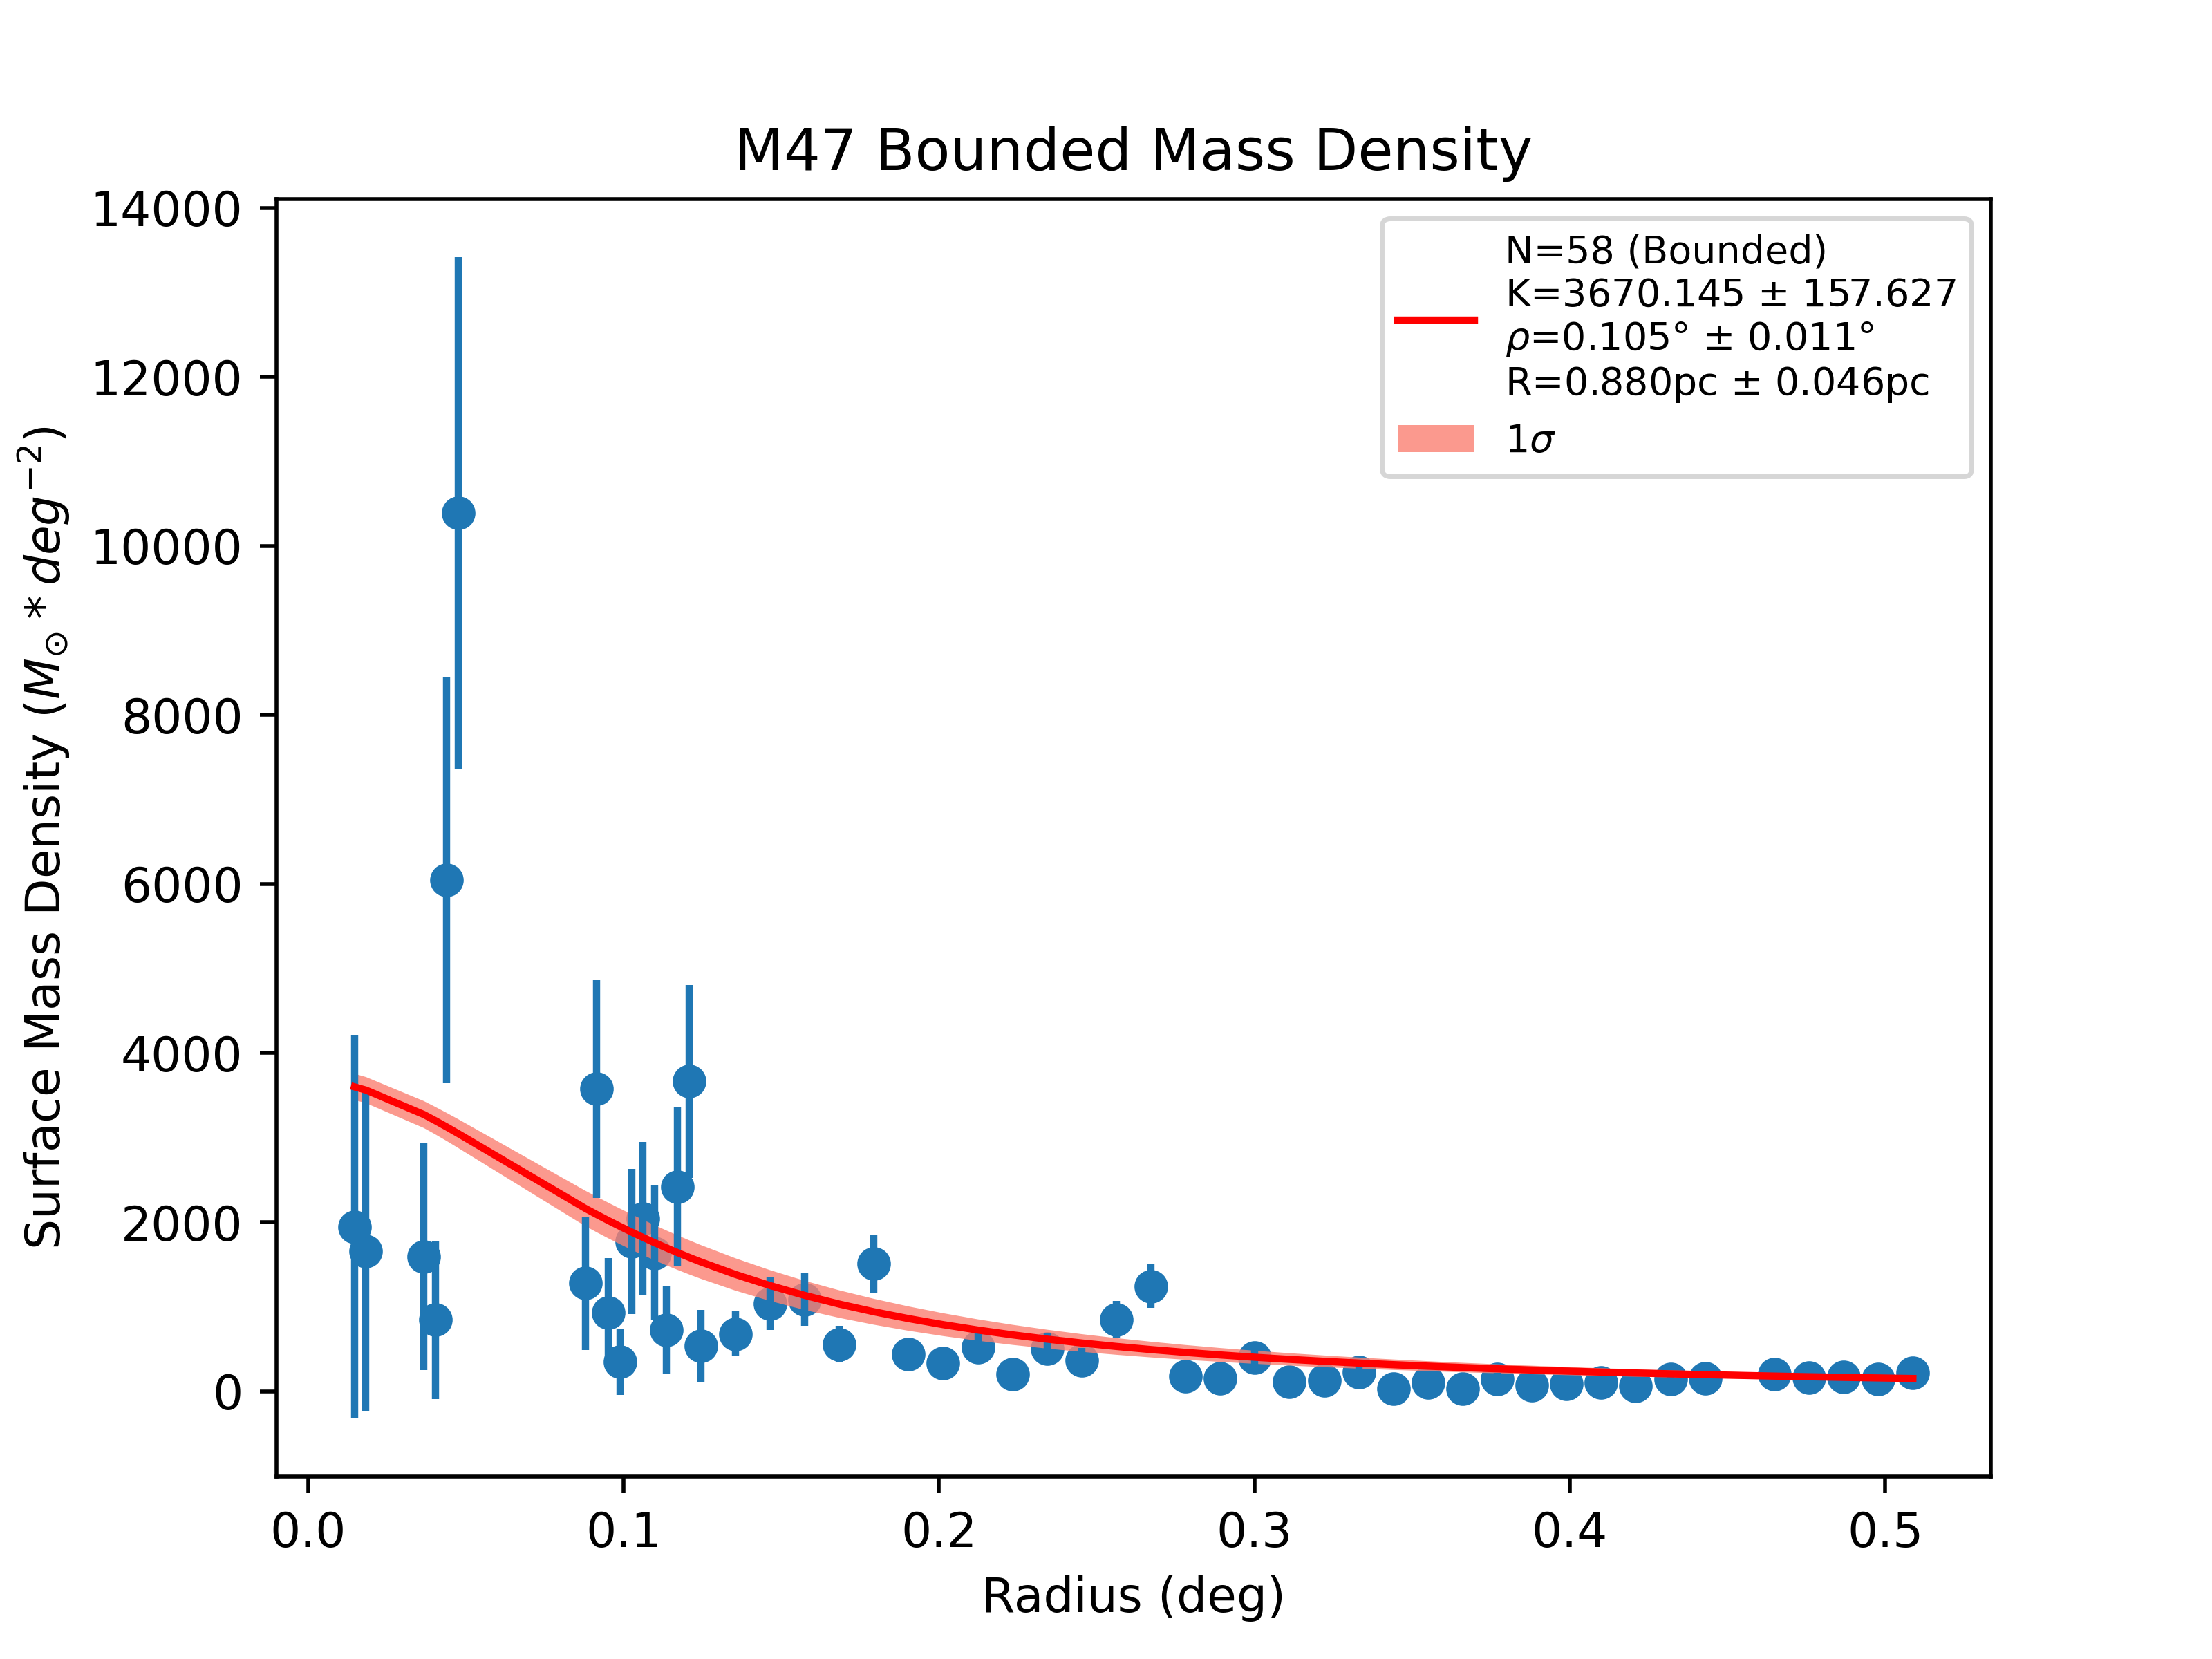 M47 Bounded Mass Density
14000
12000
10000
8000
6000
4000
2000
0
Surface Mass Density (M⊙ * deg⁻²)
N=58 (Bounded)
K=3670.145 ± 157.627
ρ=0.105° ± 0.011°
R=0.880pc ± 0.046pc
1σ
0.0 0.1 0.2 0.3 0.4 0.5
Radius (deg)